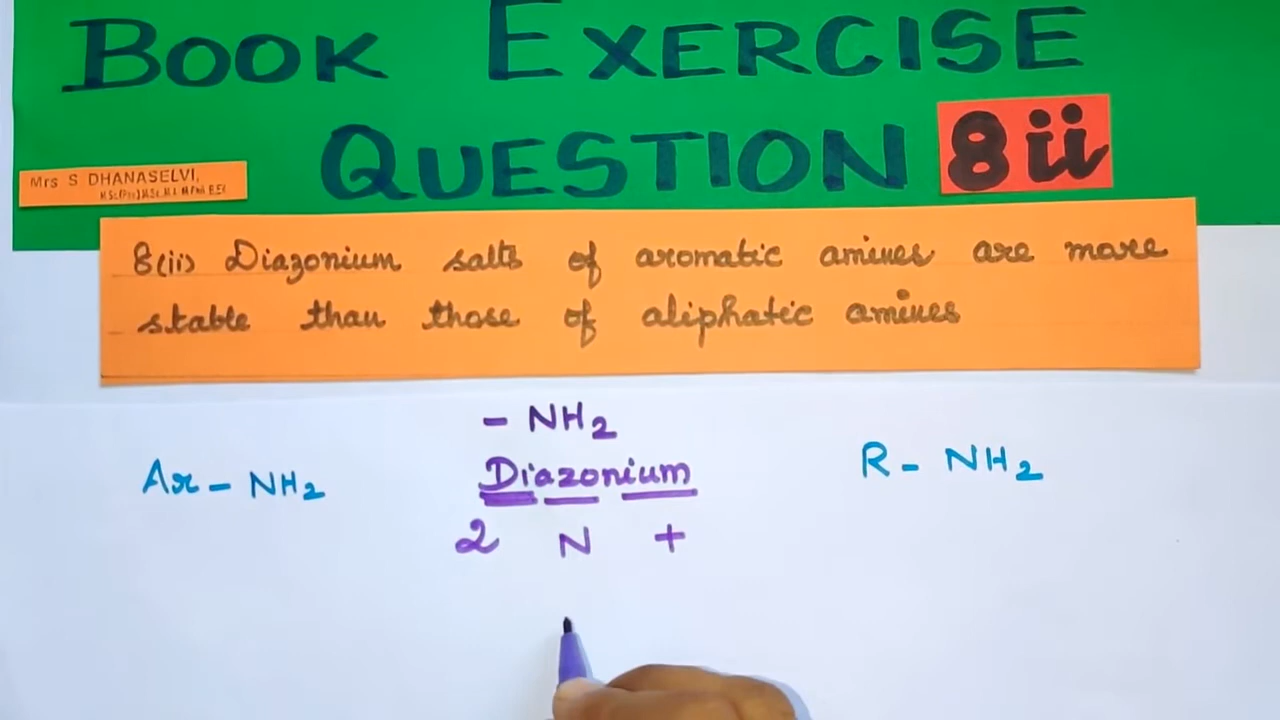 BOOK EXERCISE
QUESTION 8ii
Mrs S DHANASELVI,
8(ii) Diazonium salts of aromatic amines are more
stable than those of aliphatic amines
- NH2
Ar - NH2 Diazonium R - NH2
2 N +